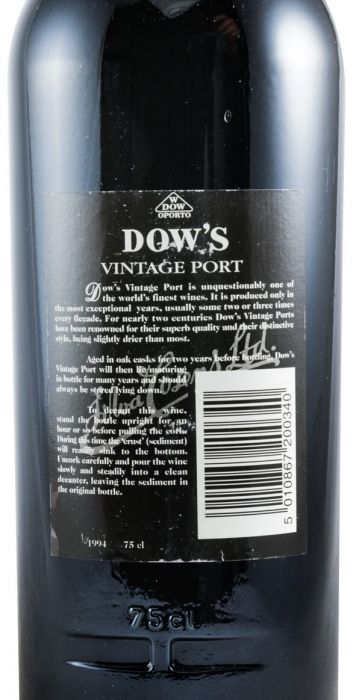 W
DOW
OPORTO
DOW'S
VINTAGE PORT
Dow's Vintage Port is unquestionably one of
the world's finest wines. It is produced only in
the most exceptional years, usually some two or three times
every decade. For nearly two centuries Dow's Vintage Ports
have been renowned for their superb quality and their distinctive
style, being slightly drier than most.
Aged in oak casks for two years before bottling, Dow's
Vintage Port will then be maturing
in bottle for many years and should
always be stored lying down.
To decant this wine,
stand the bottle upright for an
hour or so before pulling the cork.
During this time the 'crust' (sediment)
will readily sink to the bottom.
Uncork carefully and pour the wine
slowly and steadily into a clean
decanter, leaving the sediment in
the original bottle.
Silva & Cosens Ltd.
5 010867 200340
L/1994 75 cl
75cl